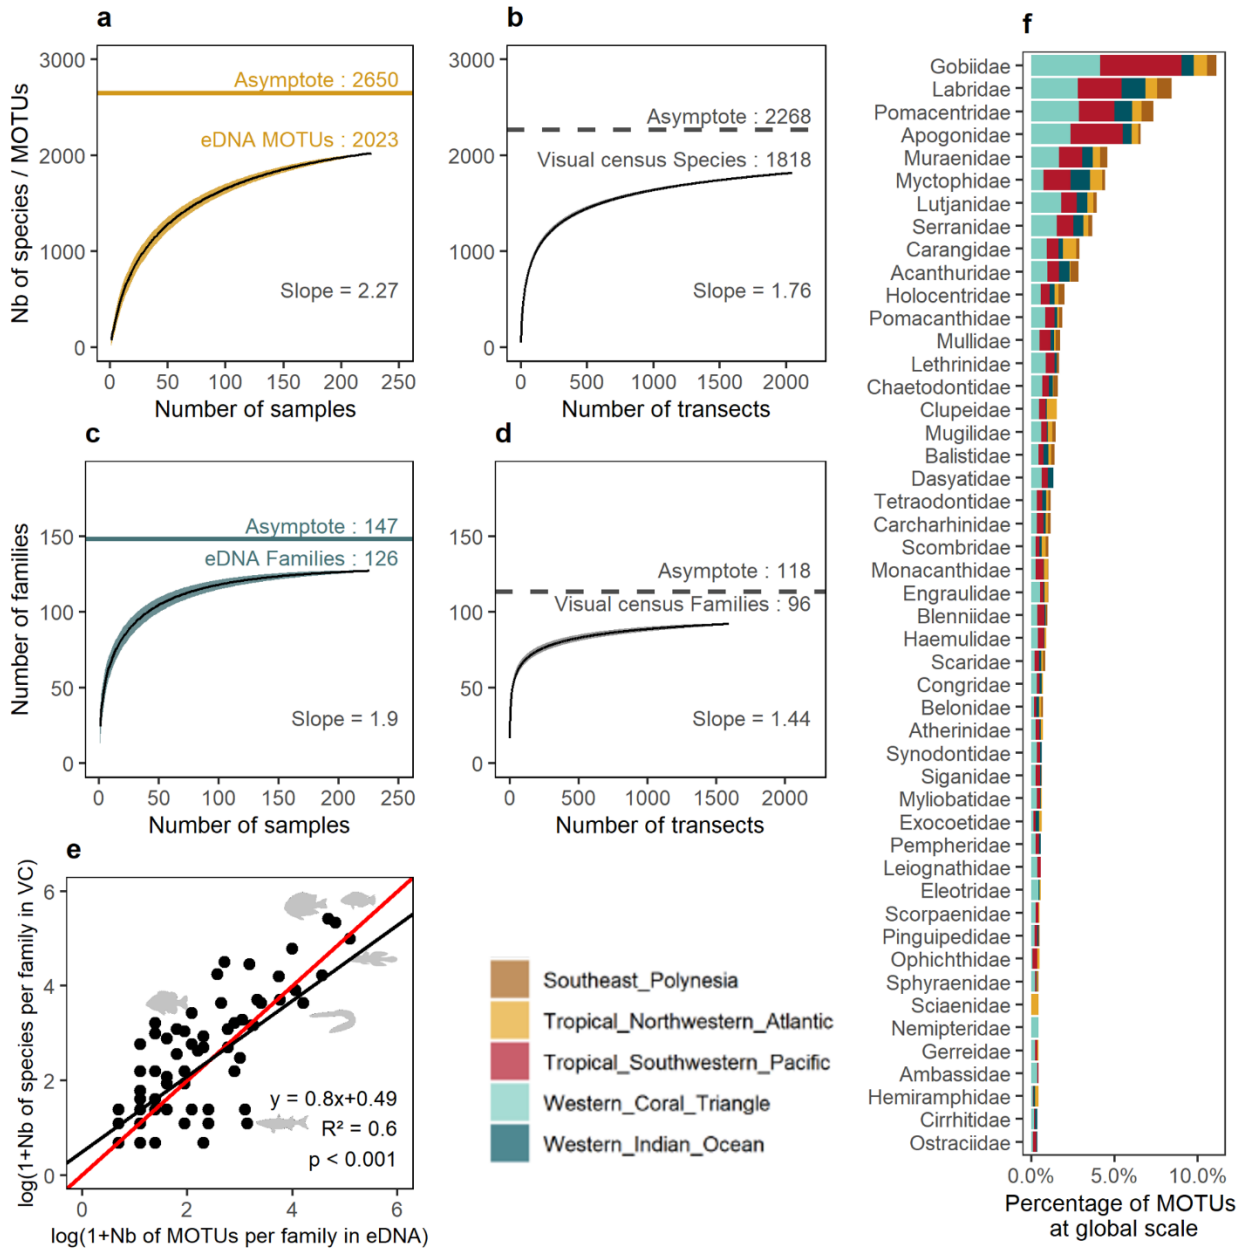 a
3000
2000
1000
0
Nb of species / MOTUs
Asymptote : 2650
eDNA MOTUs : 2023
Slope = 2.27
0 50 100 150 200 250
Number of samples
b
3000
2000
1000
0
Asymptote : 2268
Visual census Species : 1818
Slope = 1.76
0 500 1000 1500 2000
Number of transects
c
150
100
50
0
Number of families
Asymptote : 147
eDNA Families : 126
Slope = 1.9
0 50 100 150 200 250
Number of samples
d
150
100
50
0
Asymptote : 118
Visual census Families : 96
Slope = 1.44
0 500 1000 1500 2000
Number of transects
e
6
4
2
0
log(1+Nb of species per family in VC)
y = 0.8x+0.49
R² = 0.6
p < 0.001
0 2 4 6
log(1+Nb of MOTUs per family in eDNA)
Southeast_Polynesia
Tropical_Northwestern_Atlantic
Tropical_Southwestern_Pacific
Western_Coral_Triangle
Western_Indian_Ocean
f
Gobiidae
Labridae
Pomacentridae
Apogonidae
Muraenidae
Myctophidae
Lutjanidae
Serranidae
Carangidae
Acanthuridae
Holocentridae
Pomacanthidae
Mullidae
Lethrinidae
Chaetodontidae
Clupeidae
Mugilidae
Balistidae
Dasyatidae
Tetraodontidae
Carcharhinidae
Scombridae
Monacanthidae
Engraulidae
Blenniidae
Haemulidae
Scaridae
Congridae
Belonidae
Atherinidae
Synodontidae
Siganidae
Myliobatidae
Exocoetidae
Pempheridae
Leiognathidae
Eleotridae
Scorpaenidae
Pinguipedidae
Ophichthidae
Sphyraenidae
Sciaenidae
Nemipteridae
Gerreidae
Ambassidae
Hemiramphidae
Cirrhitidae
Ostraciidae
0.0% 5.0% 10.0%
Percentage of MOTUs
at global scale